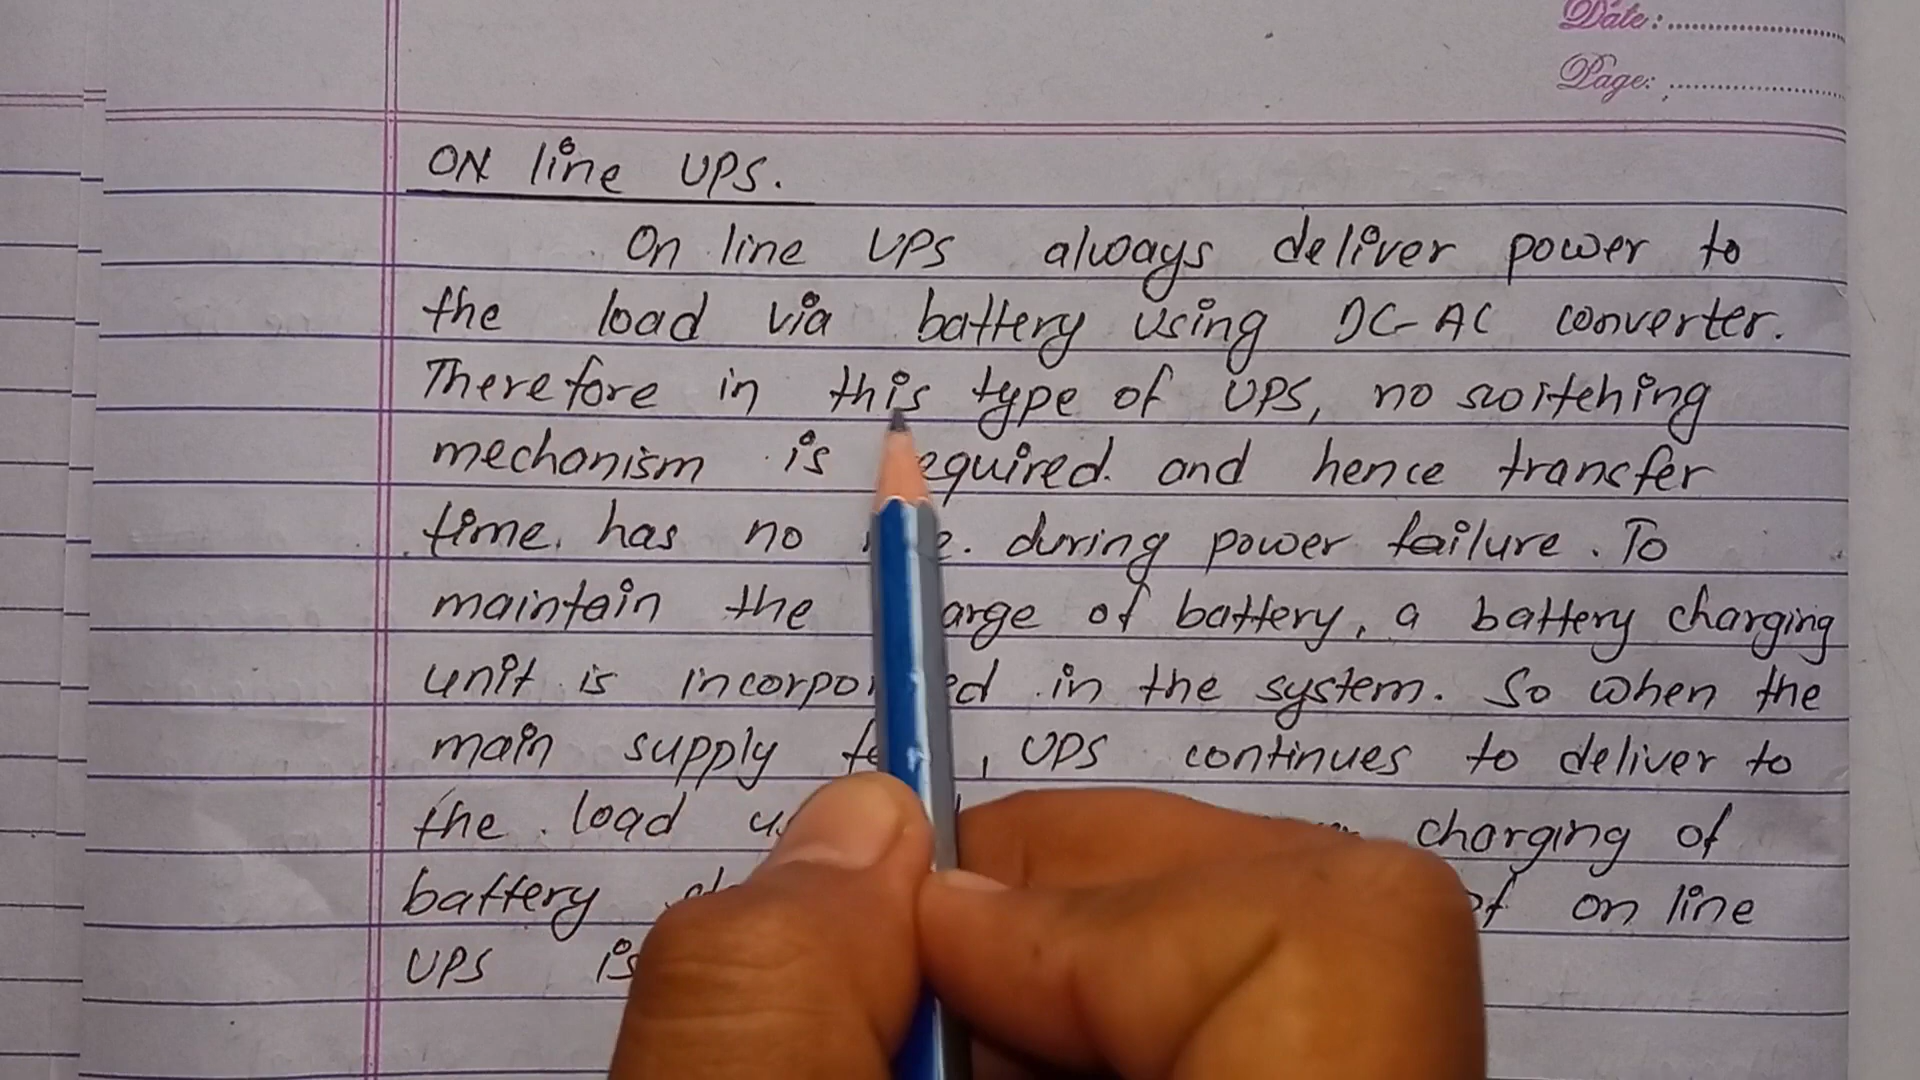 Date:
Page:
ON line UPS.
On line UPS always deliver power to
the load via battery using DC-AC converter.
Therefore in this type of UPS, no switching
mechanism is required. and hence transfer
time. has no during power failure. To
maintain the of battery, a battery charging
unit is in the system. So when the
main supply , UPS continues to deliver to
the load charging of
battery of on line
UPS is